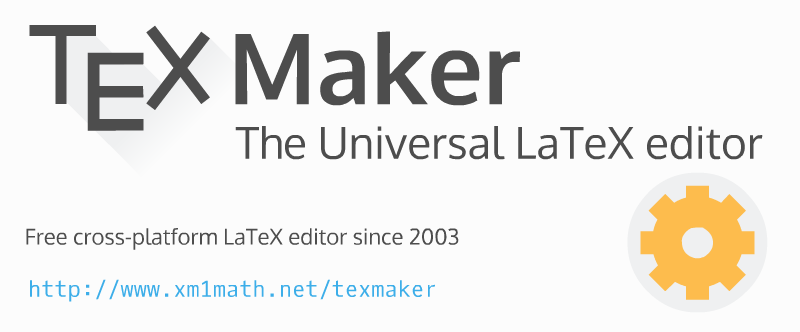 TEX Maker
The Universal LaTeX editor
Free cross-platform LaTeX editor since 2003
http://www.xm1math.net/texmaker